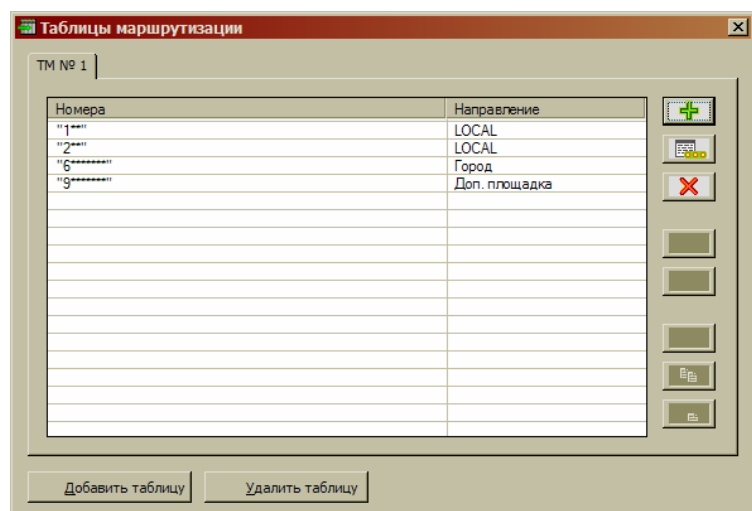 Таблицы маршрутизации
ТМ № 1
Номера Направление
"1**" LOCAL
"2**" LOCAL
"6*******" Город
"9*******" Доп. площадка
Добавить таблицу Удалить таблицу